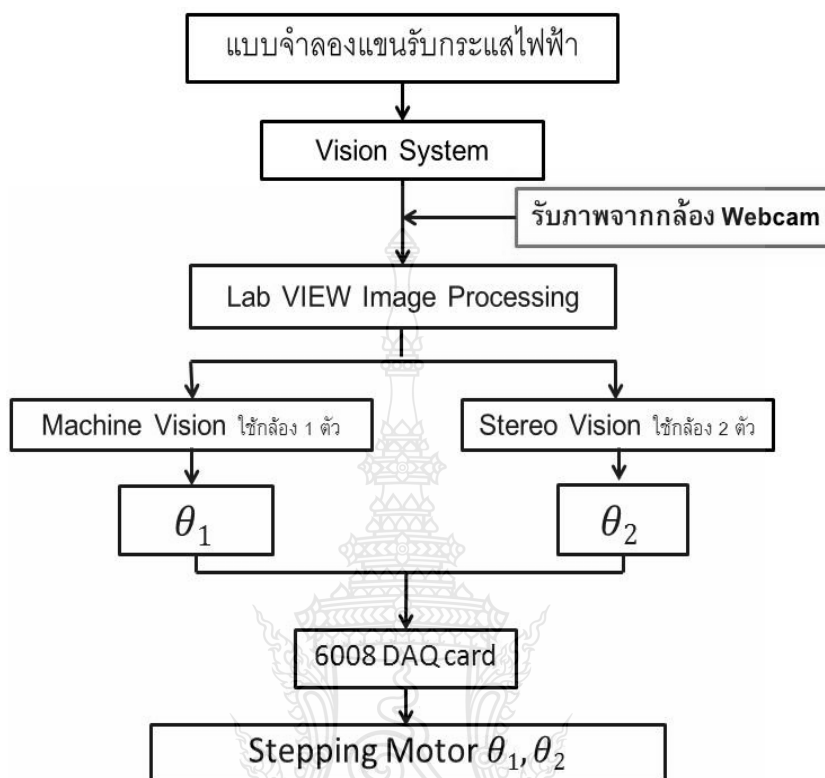 แบบจำลองแขนรับกระแสไฟฟ้า
Vision System
รับภาพจากกล้อง Webcam
Lab VIEW Image Processing
Machine Vision ใช้กล้อง 1 ตัว
Stereo Vision ใช้กล้อง 2 ตัว
θ₁
θ₂
6008 DAQ card
Stepping Motor θ₁, θ₂